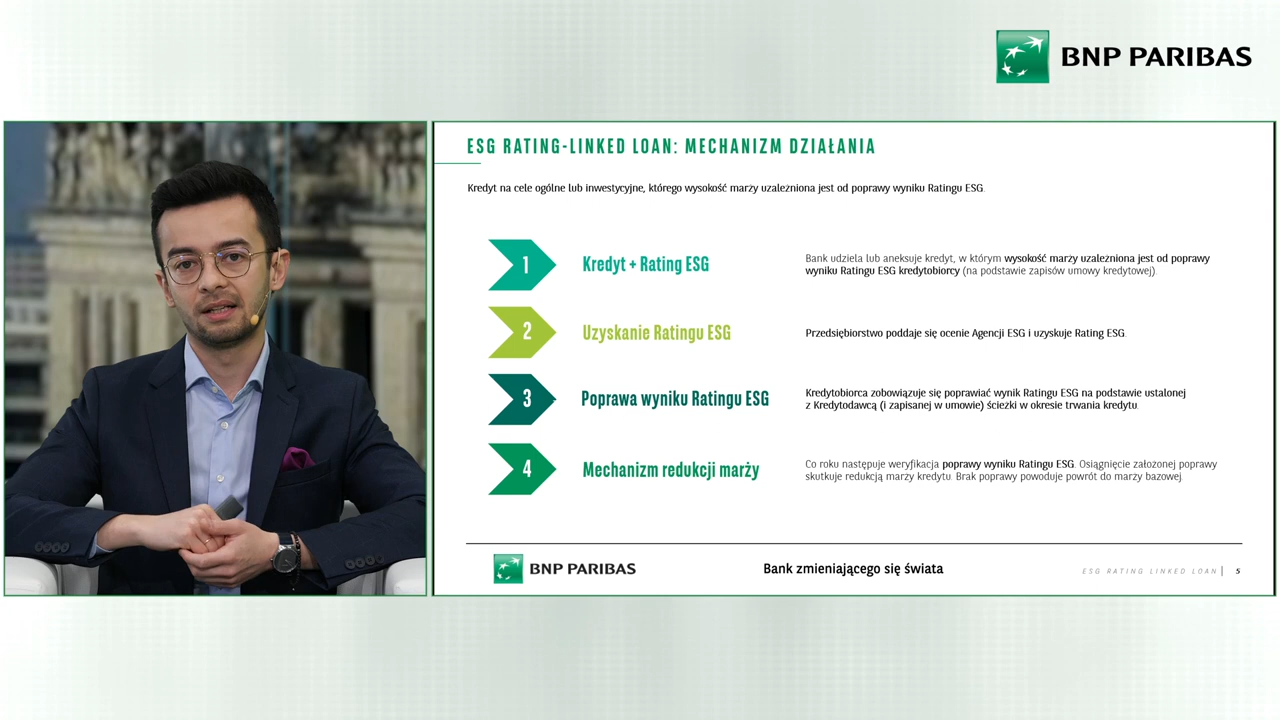 BNP PARIBAS
ESG RATING-LINKED LOAN: MECHANIZM DZIAŁANIA
Kredyt na cele ogólne lub inwestycyjne, którego wysokość marży uzależniona jest od poprawy wyniku Ratingu ESG.
1
Kredyt + Rating ESG
Bank udziela lub aneksuje kredyt, w którym wysokość marży uzależniona jest od poprawy
wyniku Ratingu ESG kredytobiorcy (na podstawie zapisów umowy kredytowej).
2
Uzyskanie Ratingu ESG
Przedsiębiorstwo poddaje się ocenie Agencji ESG i uzyskuje Rating ESG.
3
Poprawa wyniku Ratingu ESG
Kredytobiorca zobowiązuje się poprawiać wynik Ratingu ESG na podstawie ustalonej
z Kredytodawcą (i zapisanej w umowie) ścieżki w okresie trwania kredytu.
4
Mechanizm redukcji marży
Co roku następuje weryfikacja poprawy wyniku Ratingu ESG. Osiągnięcie założonej poprawy
skutkuje redukcją marży kredytu. Brak poprawy powoduje powrót do marży bazowej.
BNP PARIBAS
Bank zmieniającego się świata
ESG RATING LINKED LOAN | 5